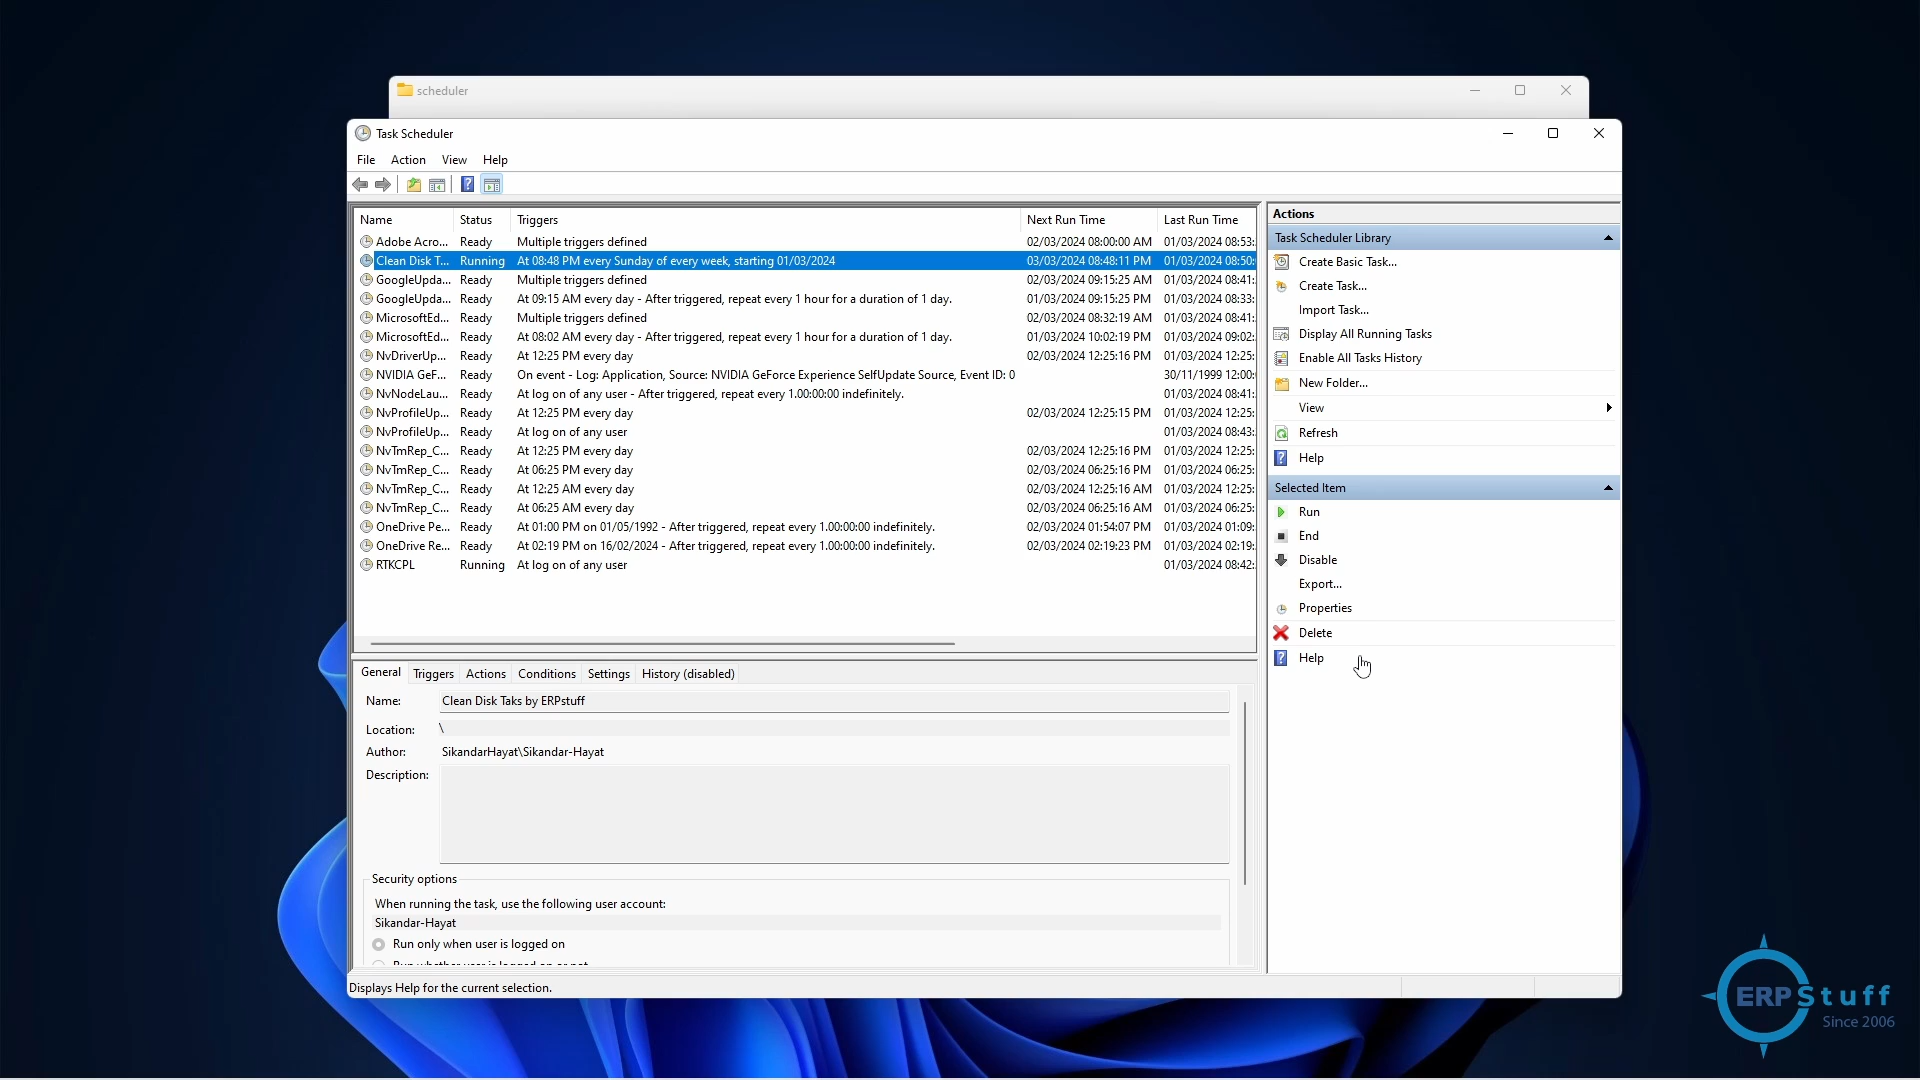 scheduler
Task Scheduler
File Action View Help
Name Status Triggers Next Run Time Last Run Time
Adobe Acro... Ready Multiple triggers defined 02/03/2024 08:00:00 AM 01/03/2024 08:53:
Clean Disk T... Running At 08:48 PM every Sunday of every week, starting 01/03/2024 03/03/2024 08:48:11 PM 01/03/2024 08:50:
GoogleUpda... Ready Multiple triggers defined 02/03/2024 09:15:25 AM 01/03/2024 08:41:
GoogleUpda... Ready At 09:15 AM every day - After triggered, repeat every 1 hour for a duration of 1 day. 01/03/2024 09:15:25 PM 01/03/2024 08:33:
MicrosoftEd... Ready Multiple triggers defined 02/03/2024 08:32:19 AM 01/03/2024 08:41:
MicrosoftEd... Ready At 08:02 AM every day - After triggered, repeat every 1 hour for a duration of 1 day. 01/03/2024 10:02:19 PM 01/03/2024 09:02:
NvDriverUp... Ready At 12:25 PM every day 02/03/2024 12:25:16 PM 01/03/2024 12:25:
NVIDIA GeF... Ready On event - Log: Application, Source: NVIDIA GeForce Experience SelfUpdate Source, Event ID: 0 30/11/1999 12:00:
NvNodeLau... Ready At log on of any user - After triggered, repeat every 1.00:00:00 indefinitely. 01/03/2024 08:41:
NvProfileUp... Ready At 12:25 PM every day 02/03/2024 12:25:15 PM 01/03/2024 12:25:
NvProfileUp... Ready At log on of any user 01/03/2024 08:43:
NvTmRep_C... Ready At 12:25 PM every day 02/03/2024 12:25:16 PM 01/03/2024 12:25:
NvTmRep_C... Ready At 06:25 PM every day 02/03/2024 06:25:16 PM 01/03/2024 06:25:
NvTmRep_C... Ready At 12:25 AM every day 02/03/2024 12:25:16 AM 01/03/2024 12:25:
NvTmRep_C... Ready At 06:25 AM every day 02/03/2024 06:25:16 AM 01/03/2024 06:25:
OneDrive Pe... Ready At 01:00 PM on 01/05/1992 - After triggered, repeat every 1.00:00:00 indefinitely. 02/03/2024 01:54:07 PM 01/03/2024 01:09:
OneDrive Re... Ready At 02:19 PM on 16/02/2024 - After triggered, repeat every 1.00:00:00 indefinitely. 02/03/2024 02:19:23 PM 01/03/2024 02:19:
RTKCPL Running At log on of any user 01/03/2024 08:42:
General Triggers Actions Conditions Settings History (disabled)
Name: Clean Disk Taks by ERPstuff
Location: \
Author: SikandarHayat\Sikandar-Hayat
Description:
Security options
When running the task, use the following user account:
Sikandar-Hayat
Run only when user is logged on
Displays Help for the current selection.
Actions
Task Scheduler Library
Create Basic Task...
Create Task...
Import Task...
Display All Running Tasks
Enable All Tasks History
New Folder...
View
Refresh
Help
Selected Item
Run
End
Disable
Export...
Properties
Delete
Help
ERPStuff
Since 2006